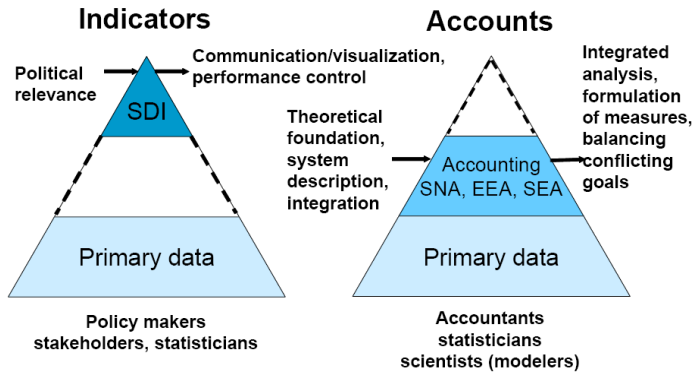 Indicators
Political
relevance
Communication/visualization,
performance control
SDI
Primary data
Policy makers
stakeholders, statisticians
Accounts
Theoretical
foundation,
system
description,
integration
Integrated
analysis,
formulation
of measures,
balancing
conflicting
goals
Accounting
SNA, EEA, SEA
Primary data
Accountants
statisticians
scientists (modelers)